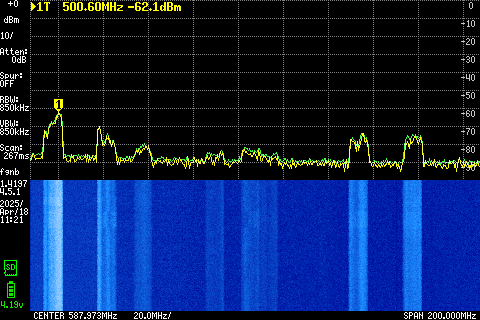 +0
▶1T 500.60MHz -62.1dBm
0
dBm
-10
10/
-20
Atten:
0dB
-30
Spur:
OFF
-40
RBW:
850kHz
-50
1
-60
VBW:
850kHz
-70
Scan:
267ms
-80
fgnb
-90
1.4197
4.5.1
2025/
Apr/18
11:21
SD
4.19v
CENTER 587.973MHz 20.0MHz/ SPAN 200.000MHz